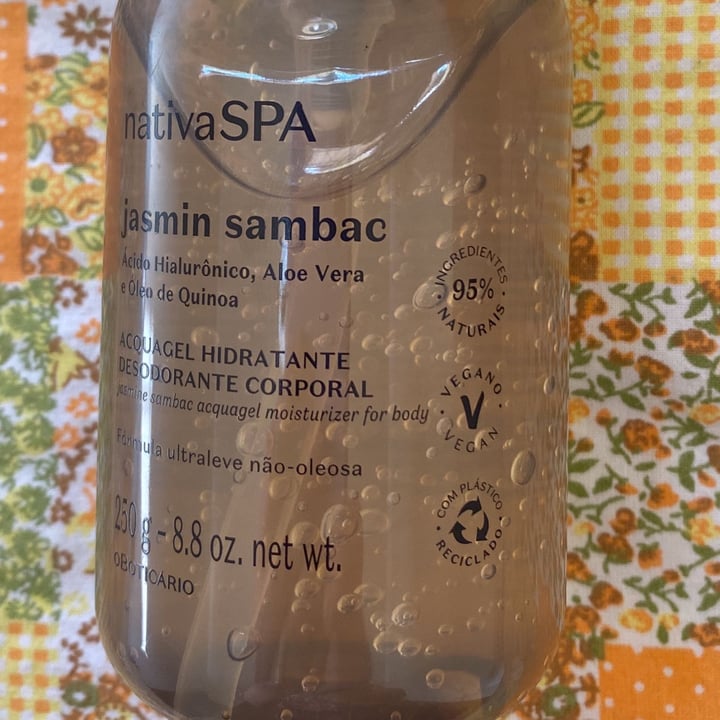 nativaSPA
jasmin sambac
Ácido Hialurônico, Aloe Vera
e Óleo de Quinoa
INGREDIENTES
95%
NATURAIS
ACQUAGEL HIDRATANTE
DESODORANTE CORPORAL
jasmine sambac acquagel moisturizer for body
VEGANO
V
VEGAN
Fórmula ultraleve não-oleosa
COM PLÁSTICO
RECICLADO
250 g - 8.8 oz. net wt.
OBOTICÁRIO